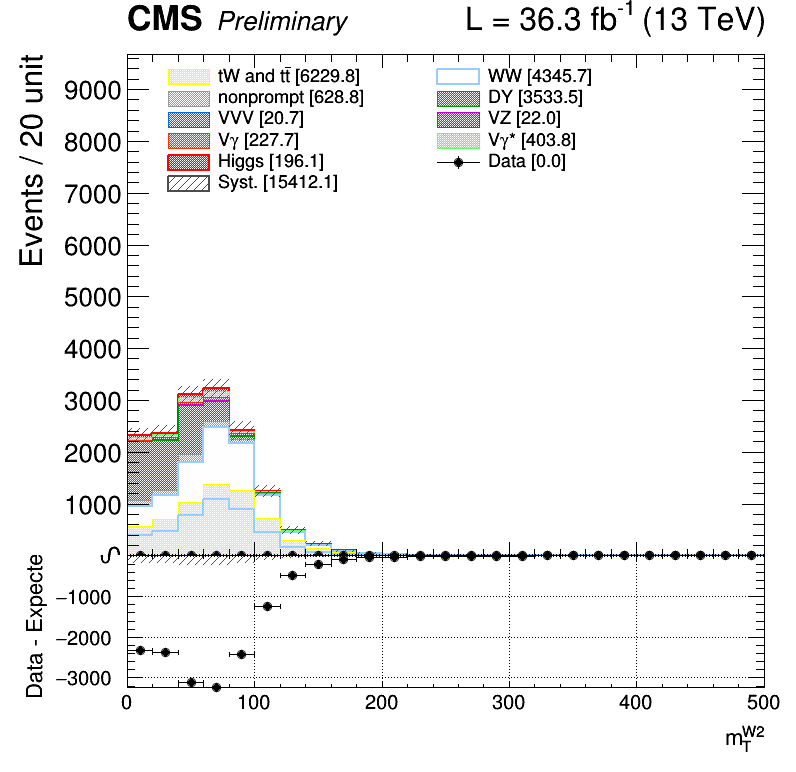 CMS Preliminary L = 36.3 fb⁻¹ (13 TeV)
Events / 20 unit
tW and tt̄ [6229.8] WW [4345.7]
nonprompt [628.8] DY [3533.5]
VVV [20.7] VZ [22.0]
Vγ [227.7] Vγ* [403.8]
Higgs [196.1] Data [0.0]
Syst. [15412.1]
9000
8000
7000
6000
5000
4000
3000
2000
1000
0
Data - Expecte
−1000
−2000
−3000
0 100 200 300 400 500
m_T^W2